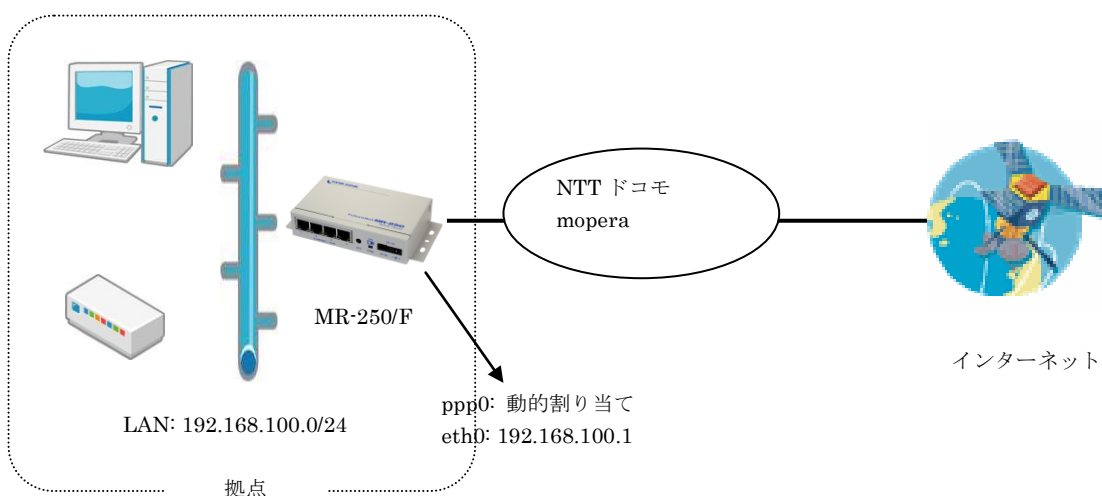 NTT ドコモ
mopera
MR-250/F
インターネット
ppp0: 動的割り当て
eth0: 192.168.100.1
LAN: 192.168.100.0/24
拠点